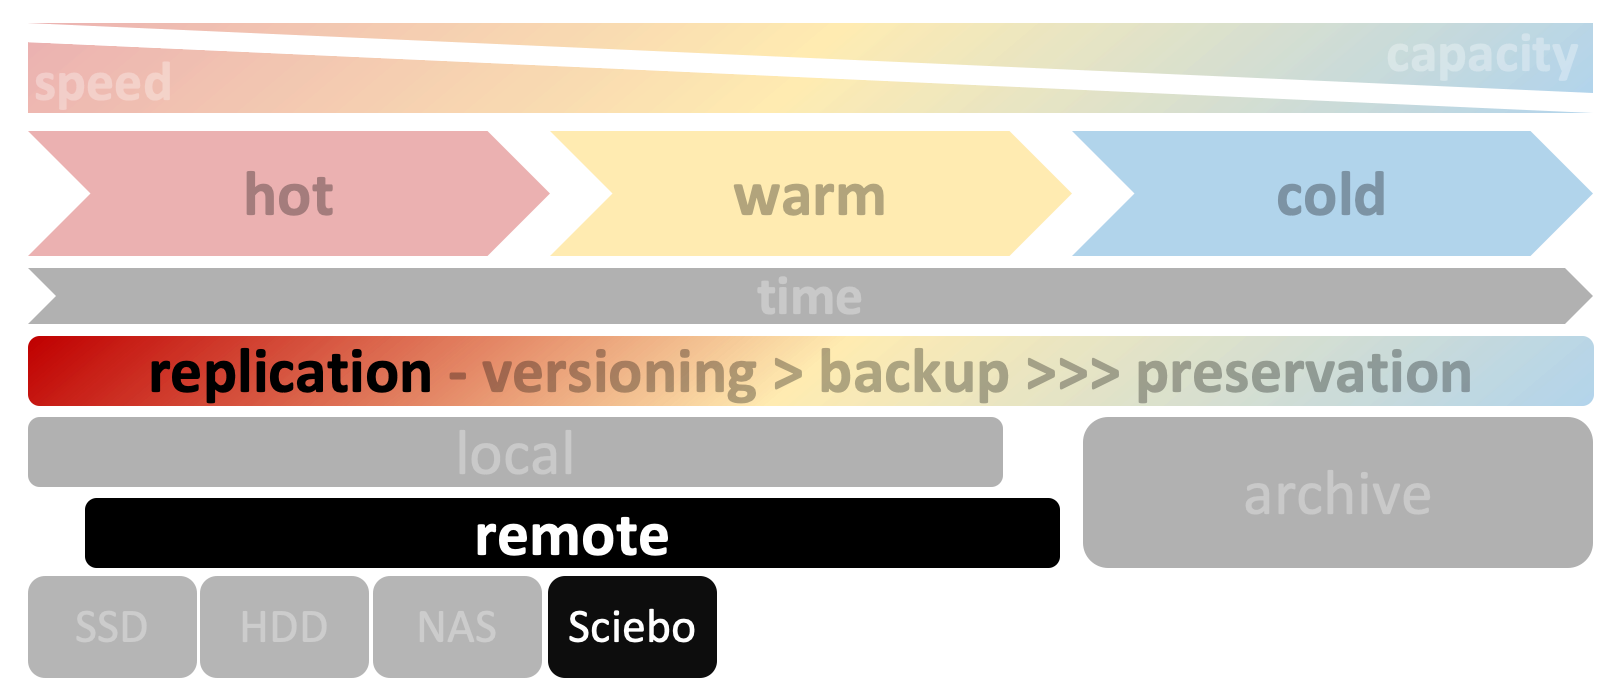 capacity
speed
hot warm cold
time
replication - versioning > backup >>> preservation
local
archive
remote
SSD HDD NAS Sciebo